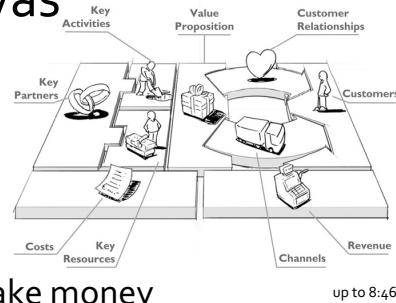 vas
Key
Activities
Value
Proposition
Customer
Relationships
Key
Partners
Customers
Costs
Key
Resources
Channels
Revenue
ake money
up to 8:46